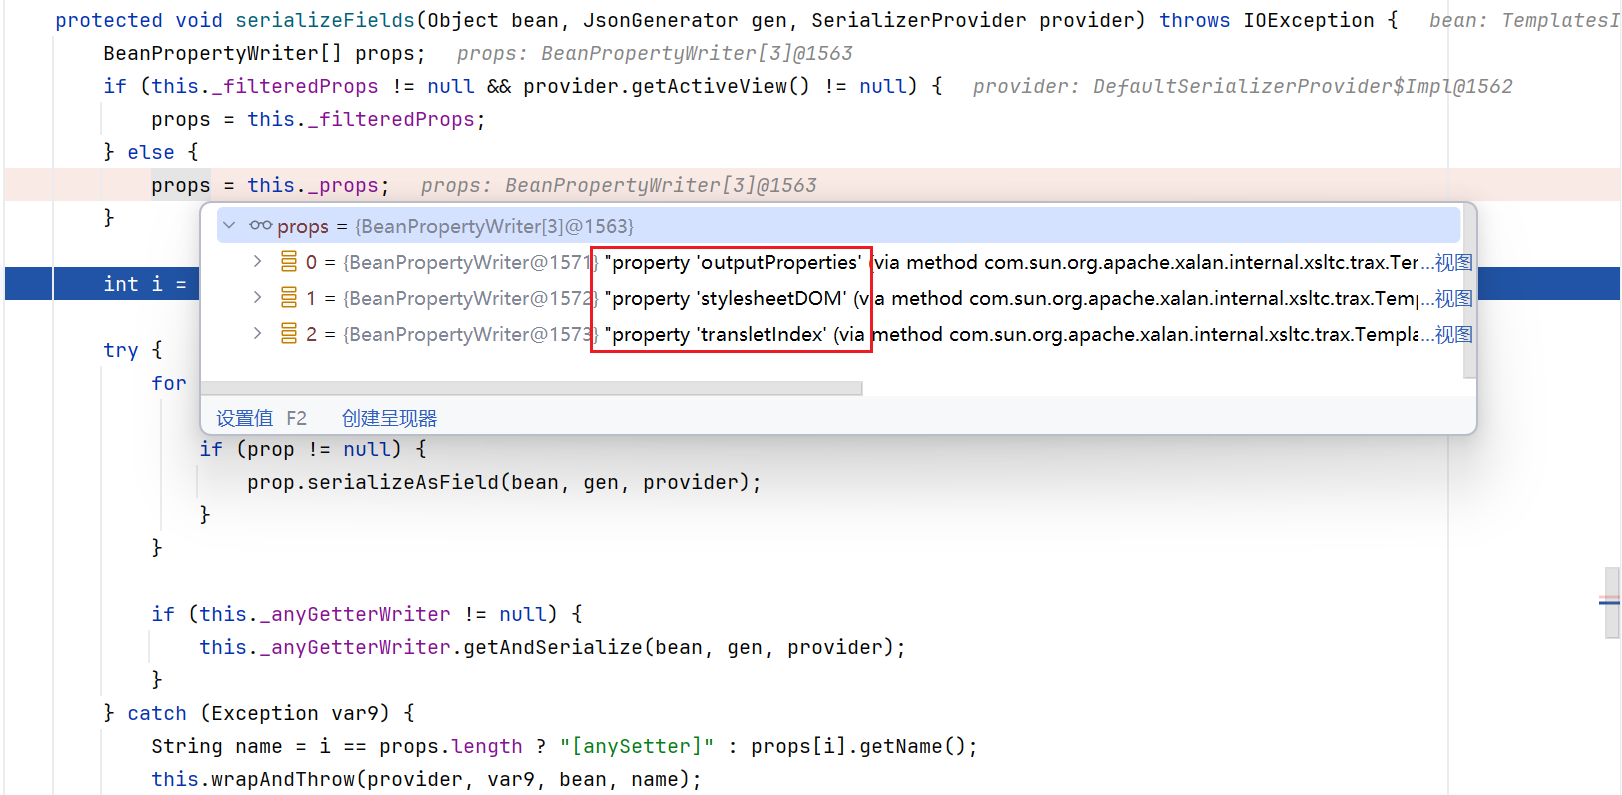 protected void serializeFields(Object bean, JsonGenerator gen, SerializerProvider provider) throws IOException {   bean: TemplatesI
BeanPropertyWriter[] props;   props: BeanPropertyWriter[3]@1563
if (this._filteredProps != null && provider.getActiveView() != null) {   provider: DefaultSerializerProvider$Impl@1562
props = this._filteredProps;
} else {
props = this._props;   props: BeanPropertyWriter[3]@1563
}
props = {BeanPropertyWriter[3]@1563}
0 = {BeanPropertyWriter@1571} "property 'outputProperties' (via method com.sun.org.apache.xalan.internal.xsltc.trax.Ter...视图
int i =
1 = {BeanPropertyWriter@1572} "property 'stylesheetDOM' (via method com.sun.org.apache.xalan.internal.xsltc.trax.Temp...视图
2 = {BeanPropertyWriter@1573} "property 'transletIndex' (via method com.sun.org.apache.xalan.internal.xsltc.trax.Templa...视图
try {
for
设置值 F2 创建呈现器
if (prop != null) {
prop.serializeAsField(bean, gen, provider);
}
}
if (this._anyGetterWriter != null) {
this._anyGetterWriter.getAndSerialize(bean, gen, provider);
}
} catch (Exception var9) {
String name = i == props.length ? "[anySetter]" : props[i].getName();
this.wrapAndThrow(provider, var9, bean, name);